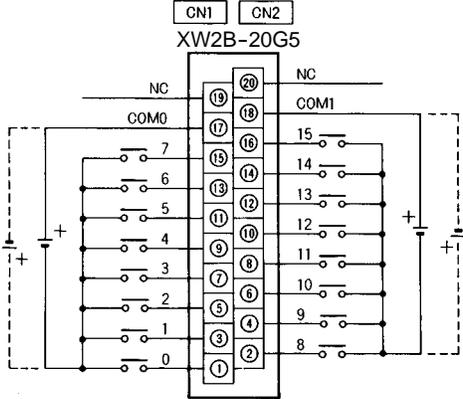 CN1 CN2
XW2B-20G5
NC ⑲ ⑳ NC
COM0 ⑰ ⑱ COM1
7 ⑮ ⑯ 15
6 ⑬ ⑭ 14
5 ⑪ ⑫ 13
4 ⑨ ⑩ 12
3 ⑦ ⑧ 11
2 ⑤ ⑥ 10
1 ③ ④ 9
0 ① ② 8
+ + + +